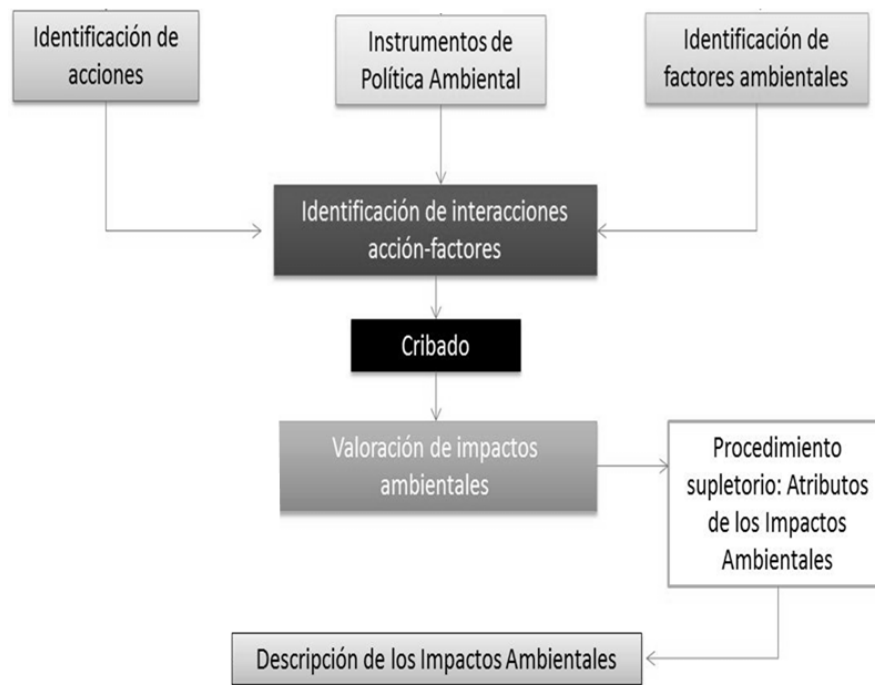 Identificación de
acciones
Instrumentos de
Política Ambiental
Identificación de
factores ambientales
Identificación de interacciones
acción-factores
Cribado
Valoración de impactos
ambientales
Procedimiento
supletorio: Atributos
de los Impactos
Ambientales
Descripción de los Impactos Ambientales